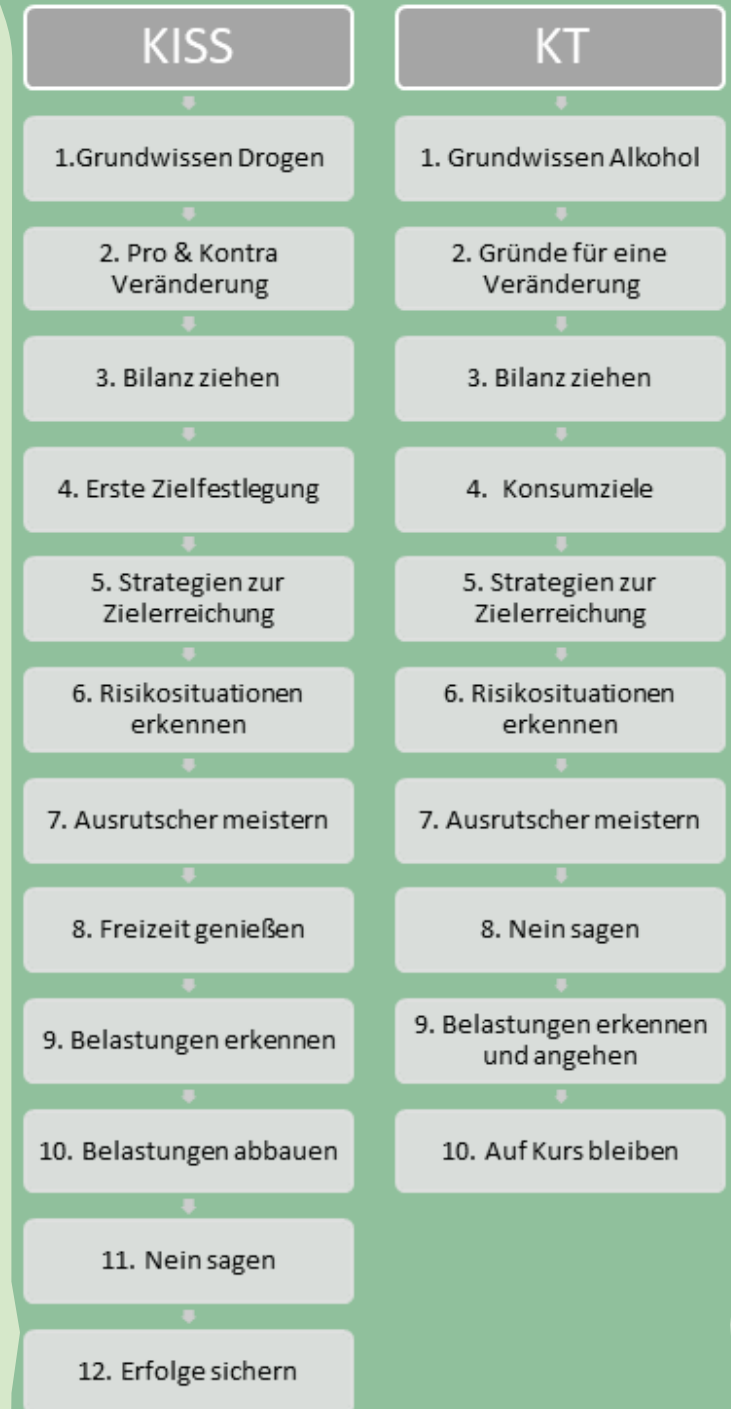 KISS
1.Grundwissen Drogen
2. Pro & Kontra
Veränderung
3. Bilanz ziehen
4. Erste Zielfestlegung
5. Strategien zur
Zielerreichung
6. Risikosituationen
erkennen
7. Ausrutscher meistern
8. Freizeit genießen
9. Belastungen erkennen
10. Belastungen abbauen
11. Nein sagen
12. Erfolge sichern
KT
1. Grundwissen Alkohol
2. Gründe für eine
Veränderung
3. Bilanz ziehen
4. Konsumziele
5. Strategien zur
Zielerreichung
6. Risikosituationen
erkennen
7. Ausrutscher meistern
8. Nein sagen
9. Belastungen erkennen
und angehen
10. Auf Kurs bleiben